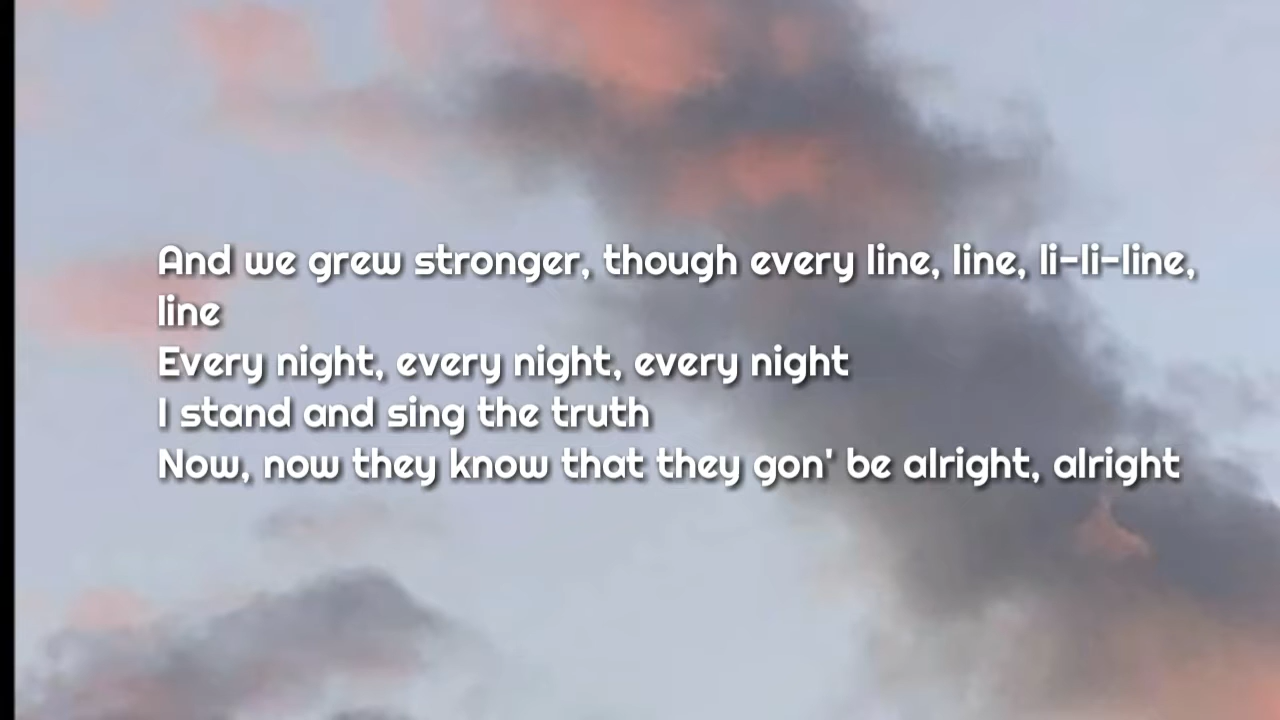 And we grew stronger, though every line, line, li-li-line,
line
Every night, every night, every night
I stand and sing the truth
Now, now they know that they gon' be alright, alright